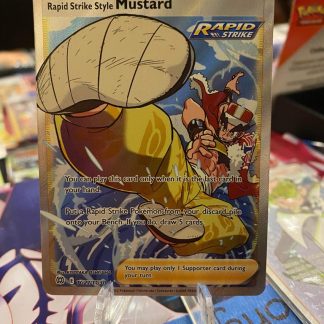 Rapid Strike Style Mustard
RAPID
STRIKE
You can play this card only when it is the last card in
your hand.
Put a Rapid Strike Pokémon from your discard pile
onto your Bench. If you do, draw 5 cards.
You may play only 1 Supporter card during
your turn.